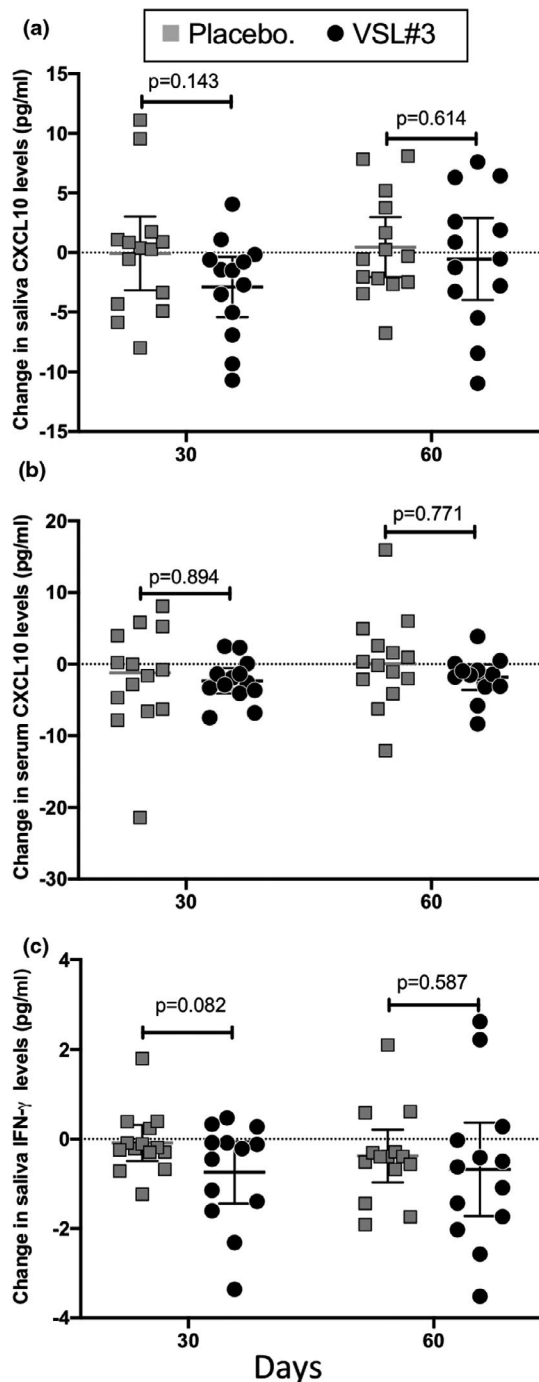 (a)
Placebo. VSL#3
p=0.143
p=0.614
Change in saliva CXCL10 levels (pg/ml)
15
10
5
0
-5
-10
-15
30 60
(b)
p=0.894
p=0.771
Change in serum CXCL10 levels (pg/ml)
20
10
0
-10
-20
-30
30 60
(c)
p=0.082
p=0.587
Change in saliva IFN-γ levels (pg/ml)
4
2
0
-2
-4
30 60
Days